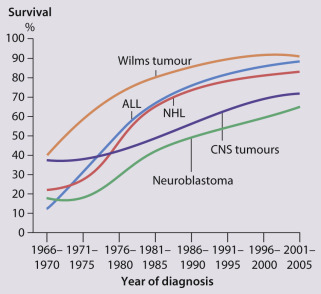 Survival
%
100
90
80
70
60
50
40
30
20
10
0
Wilms tumour
ALL
NHL
CNS tumours
Neuroblastoma
1966– 1971– 1976– 1981– 1986– 1991– 1996– 2001–
1970 1975 1980 1985 1990 1995 2000 2005
Year of diagnosis